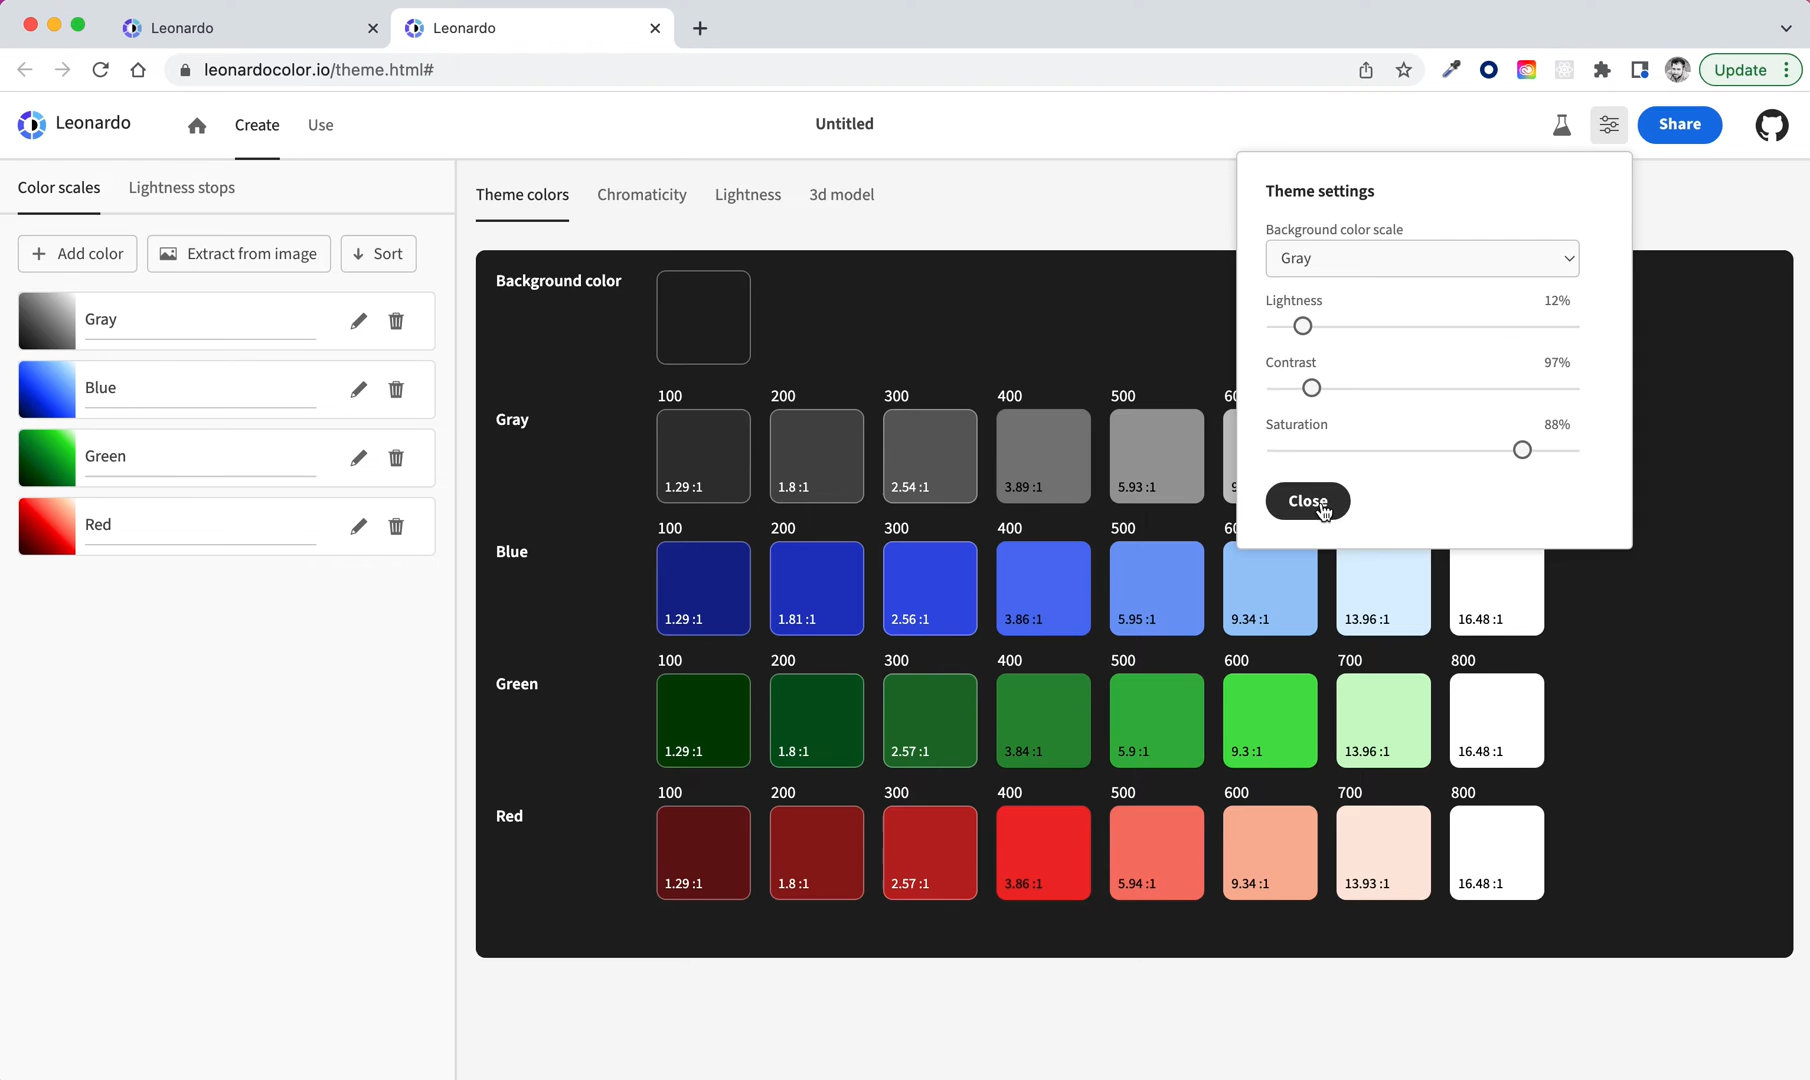 Leonardo
Leonardo
leonardocolor.io/theme.html#
Update
Leonardo
Create
Use
Untitled
Share
Color scales
Lightness stops
Theme colors
Chromaticity
Lightness
3d model
Theme settings
Background color scale
Gray
Lightness 12%
Contrast 97%
Saturation 88%
Close
Add color
Extract from image
Sort
Gray
Blue
Green
Red
Background color
100 200 300 400 500
Gray
1.29 :1 1.8 :1 2.54 :1 3.89 :1 5.93 :1
100 200 300 400 500
Blue
1.29 :1 1.81 :1 2.56 :1 3.86 :1 5.95 :1 9.34 :1 13.96 :1 16.48 :1
100 200 300 400 500 600 700 800
Green
1.29 :1 1.8 :1 2.57 :1 3.84 :1 5.9 :1 9.3 :1 13.96 :1 16.48 :1
100 200 300 400 500 600 700 800
Red
1.29 :1 1.8 :1 2.57 :1 3.86 :1 5.94 :1 9.34 :1 13.93 :1 16.48 :1